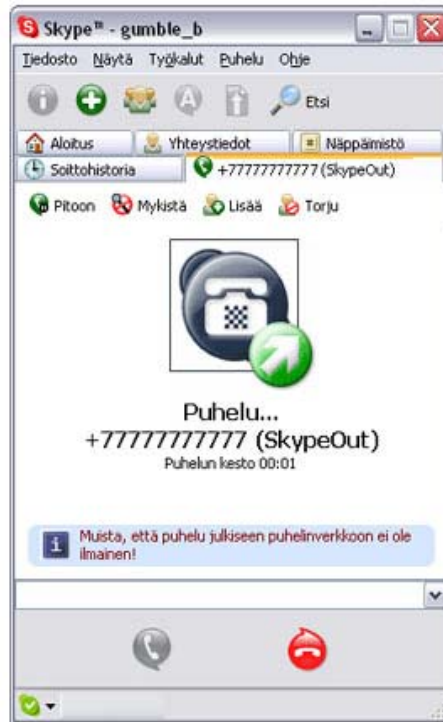 Skype™ - gumble_b
Tiedosto Näytä Työkalut Puhelu Ohje
Etsi
Aloitus Yhteystiedot Näppäimistö
Soittohistoria +77777777777 (SkypeOut)
Pitoon Mykistä Lisää Torju
Puhelu...
+77777777777 (SkypeOut)
Puhelun kesto 00:01
Muista, että puhelu julkiseen puhelinverkkoon ei ole
ilmainen!